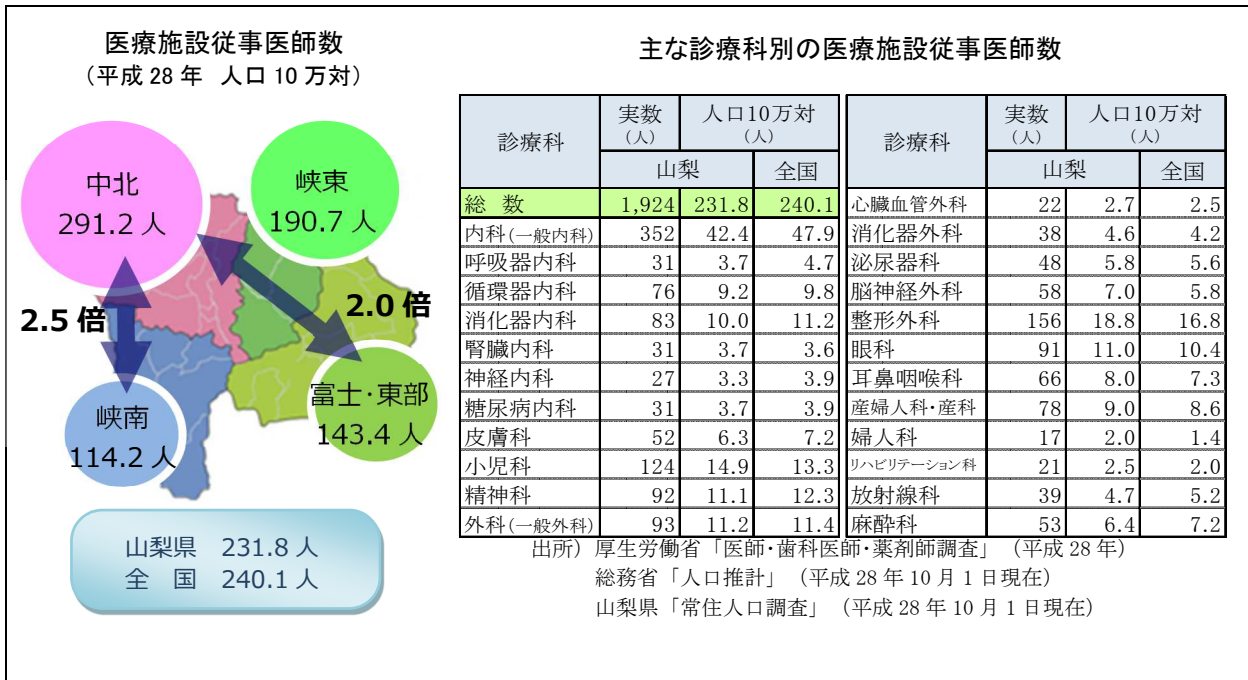 医療施設従事医師数
（平成 28 年　人口 10 万対）
中北
291.2 人
峡東
190.7 人
2.5 倍
2.0 倍
峡南
114.2 人
富士・東部
143.4 人
山梨県　231.8 人
全　国　240.1 人
主な診療科別の医療施設従事医師数
診療科 実数（人） 人口10万対（人） 診療科 実数（人） 人口10万対（人）
山梨 全国 山梨 全国
総　数 1,924 231.8 240.1 心臓血管外科 22 2.7 2.5
内科(一般内科) 352 42.4 47.9 消化器外科 38 4.6 4.2
呼吸器内科 31 3.7 4.7 泌尿器科 48 5.8 5.6
循環器内科 76 9.2 9.8 脳神経外科 58 7.0 5.8
消化器内科 83 10.0 11.2 整形外科 156 18.8 16.8
腎臓内科 31 3.7 3.6 眼科 91 11.0 10.4
神経内科 27 3.3 3.9 耳鼻咽喉科 66 8.0 7.3
糖尿病内科 31 3.7 3.9 産婦人科・産科 78 9.0 8.6
皮膚科 52 6.3 7.2 婦人科 17 2.0 1.4
小児科 124 14.9 13.3 リハビリテーション科 21 2.5 2.0
精神科 92 11.1 12.3 放射線科 39 4.7 5.2
外科(一般外科) 93 11.2 11.4 麻酔科 53 6.4 7.2
出所）厚生労働省「医師・歯科医師・薬剤師調査」（平成 28 年）
総務省「人口推計」（平成 28 年 10 月 1 日現在）
山梨県「常住人口調査」（平成 28 年 10 月 1 日現在）